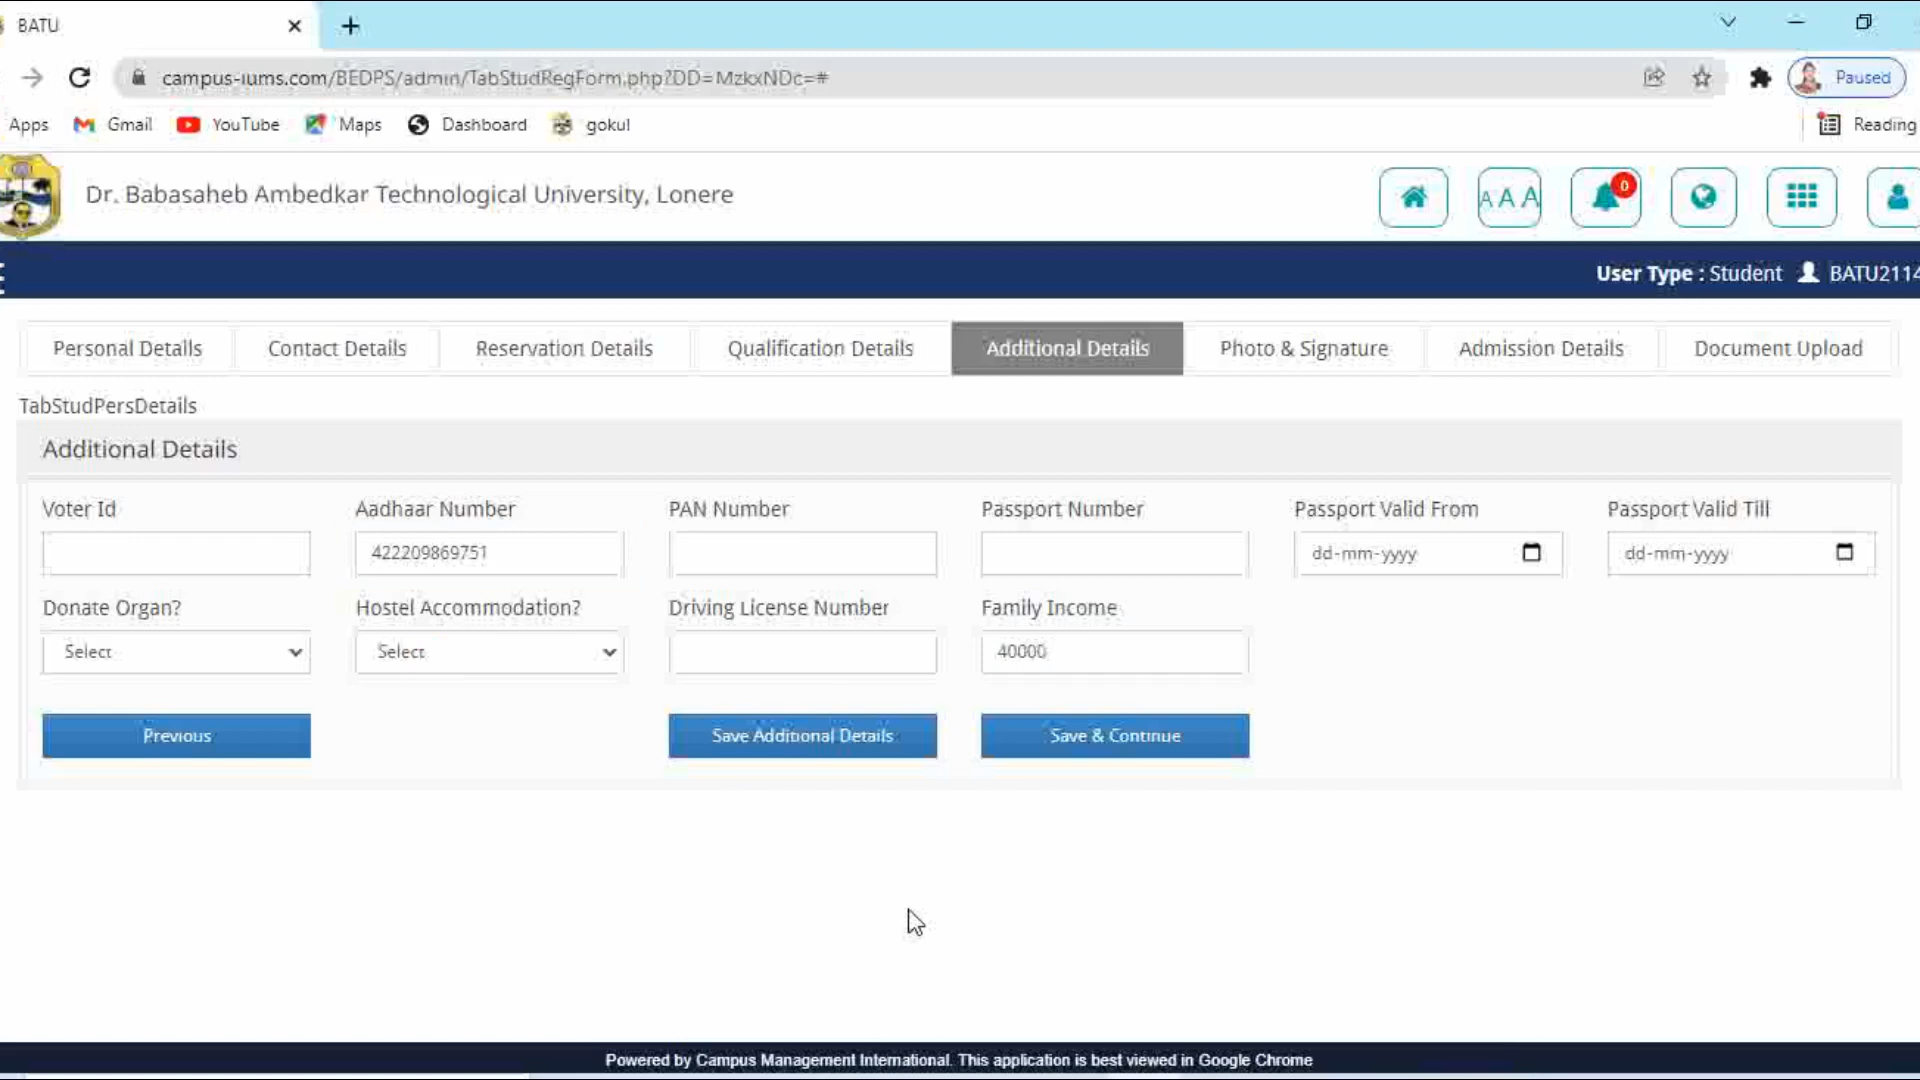 BATU
campus-iums.com/BEDPS/admin/TabStudRegForm.php?DD=MzkxNDc=#
Paused
Apps Gmail YouTube Maps Dashboard gokul Reading
Dr. Babasaheb Ambedkar Technological University, Lonere
A A A 0
User Type : Student BATU2114
Personal Details Contact Details Reservation Details Qualification Details Additional Details Photo & Signature Admission Details Document Upload
TabStudPersDetails
Additional Details
Voter Id Aadhaar Number PAN Number Passport Number Passport Valid From Passport Valid Till
422209869751 dd-mm-yyyy dd-mm-yyyy
Donate Organ? Hostel Accommodation? Driving License Number Family Income
Select Select 40000
Previous Save Additional Details Save & Continue
Powered by Campus Management International. This application is best viewed in Google Chrome